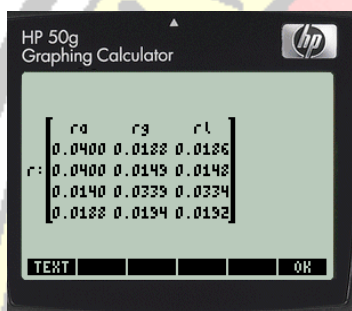 HP 50g
Graphing Calculator
hp
ra rg rl
0.0400 0.0188 0.0186
r: 0.0400 0.0149 0.0148
0.0140 0.0339 0.0334
0.0188 0.0194 0.0192
TEXT OK